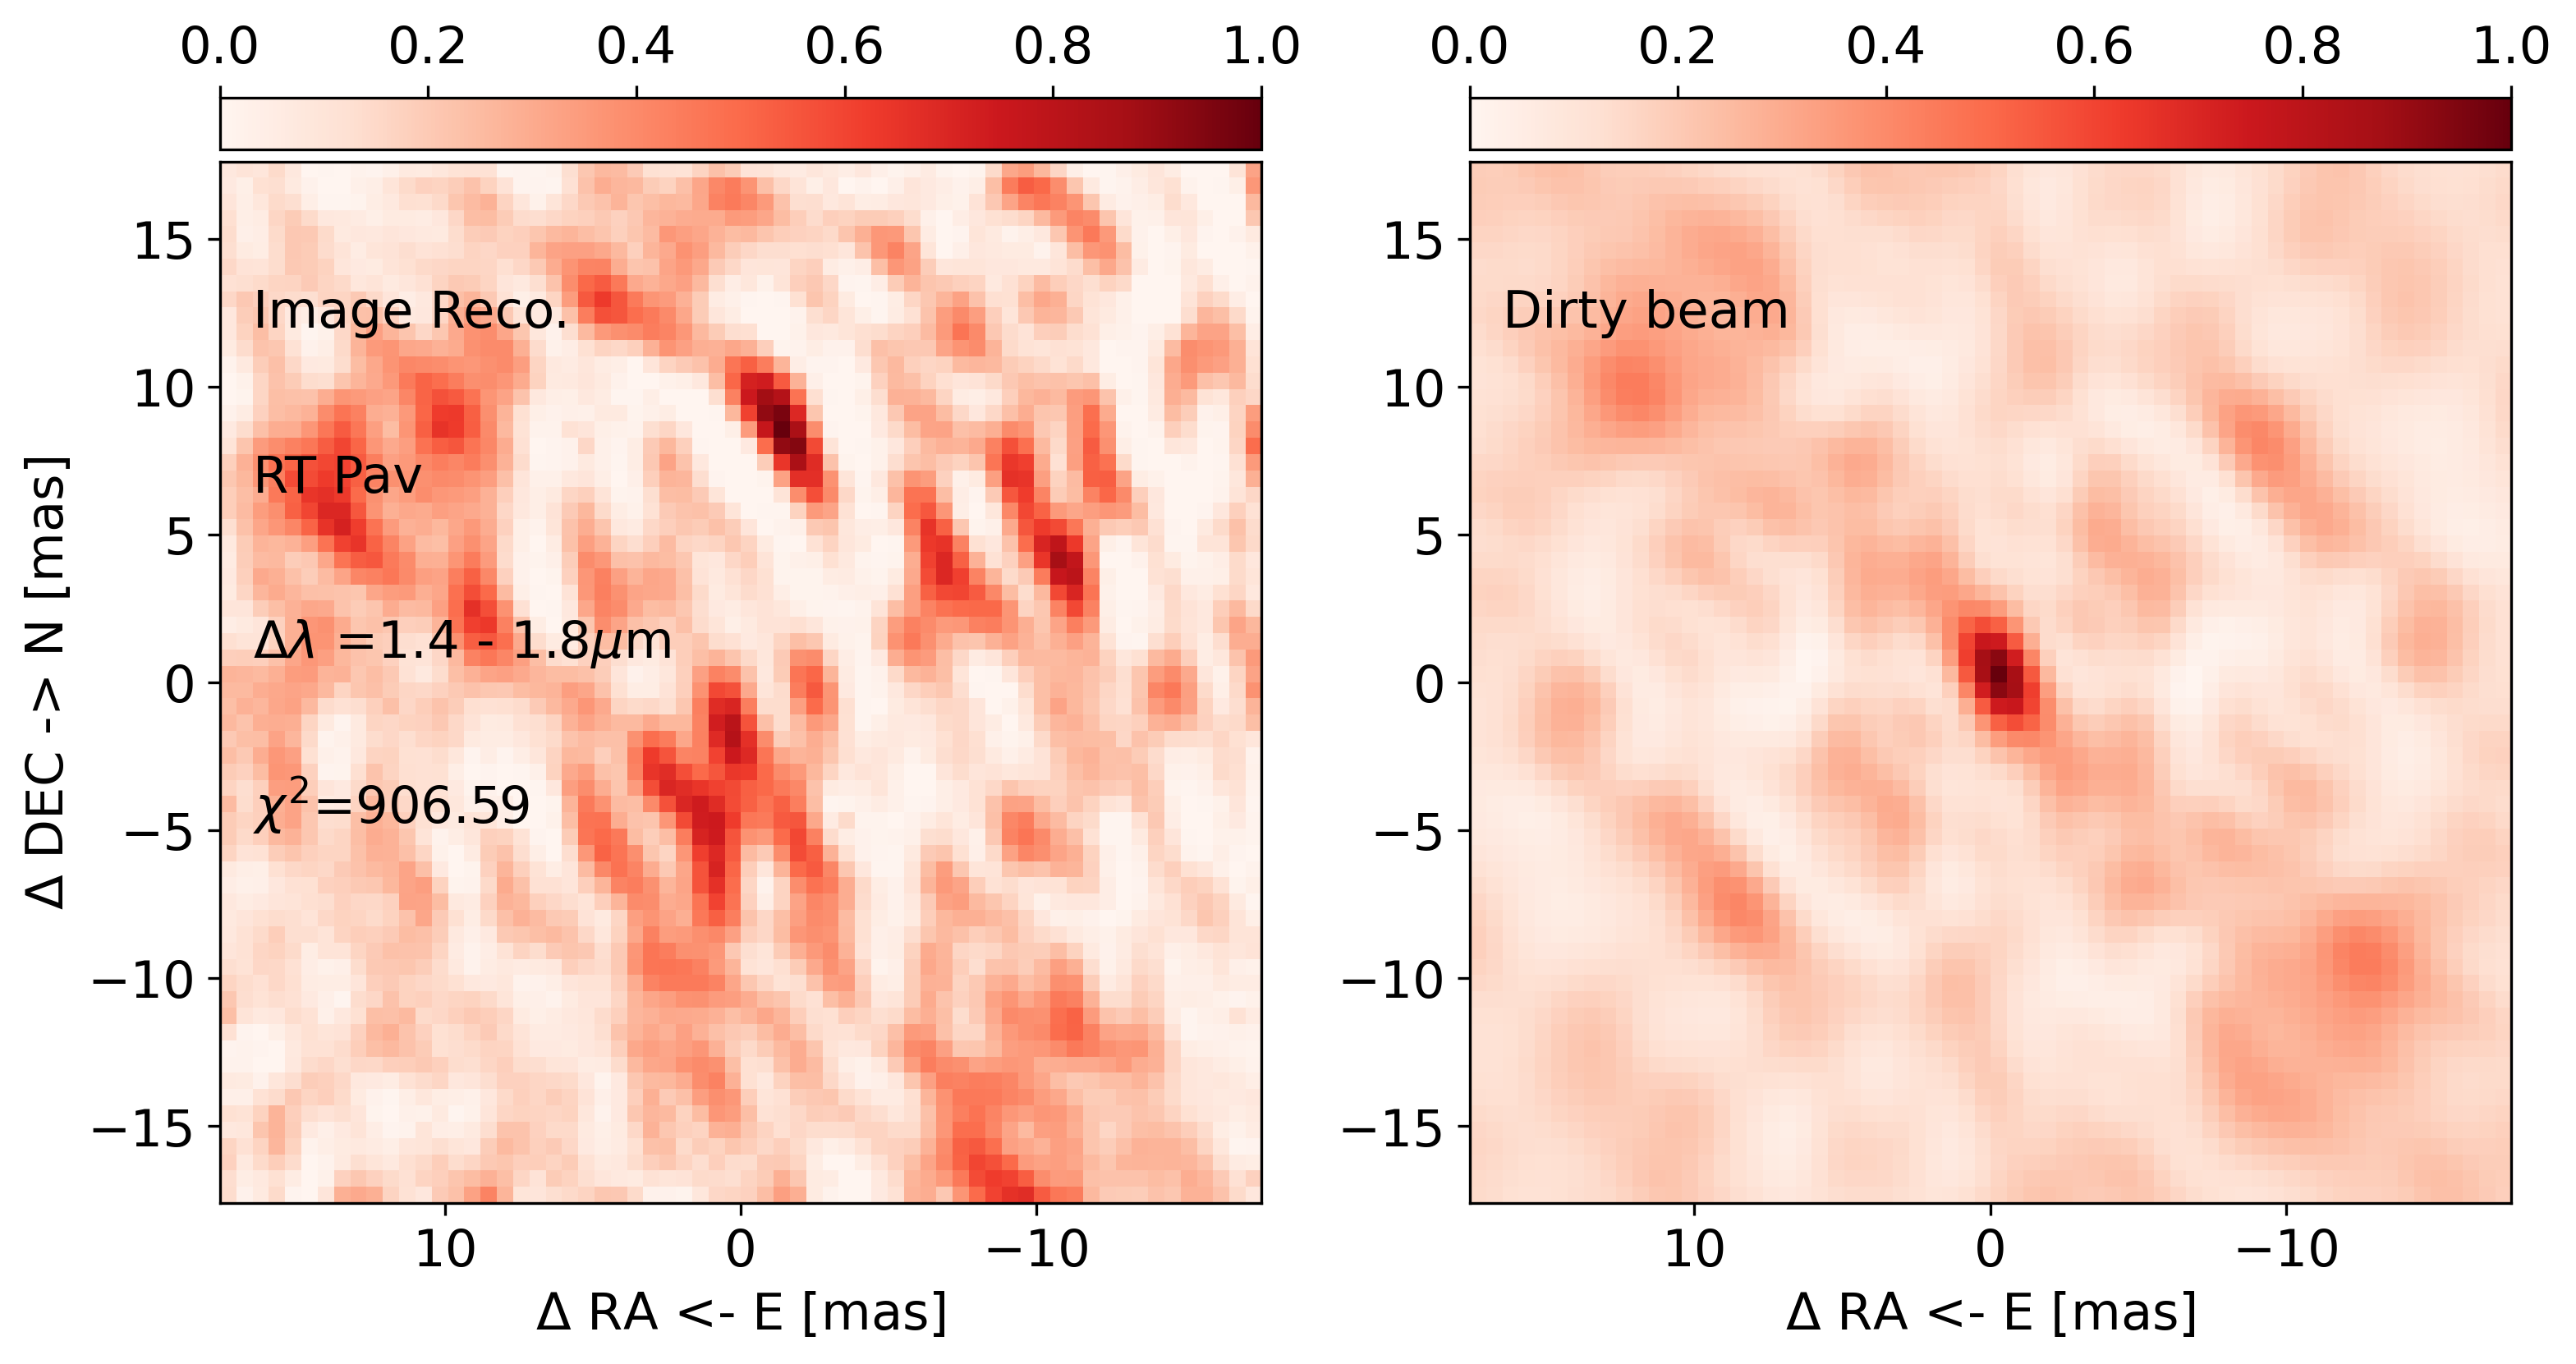 0.0 0.2 0.4 0.6 0.8 1.0
0.0 0.2 0.4 0.6 0.8 1.0
Image Reco.
RT Pav
Δλ =1.4 - 1.8μm
χ²=906.59
15
10
5
0
−5
−10
−15
Δ DEC -> N [mas]
10 0 −10
Δ RA <- E [mas]
Dirty beam
15
10
5
0
−5
−10
−15
10 0 −10
Δ RA <- E [mas]